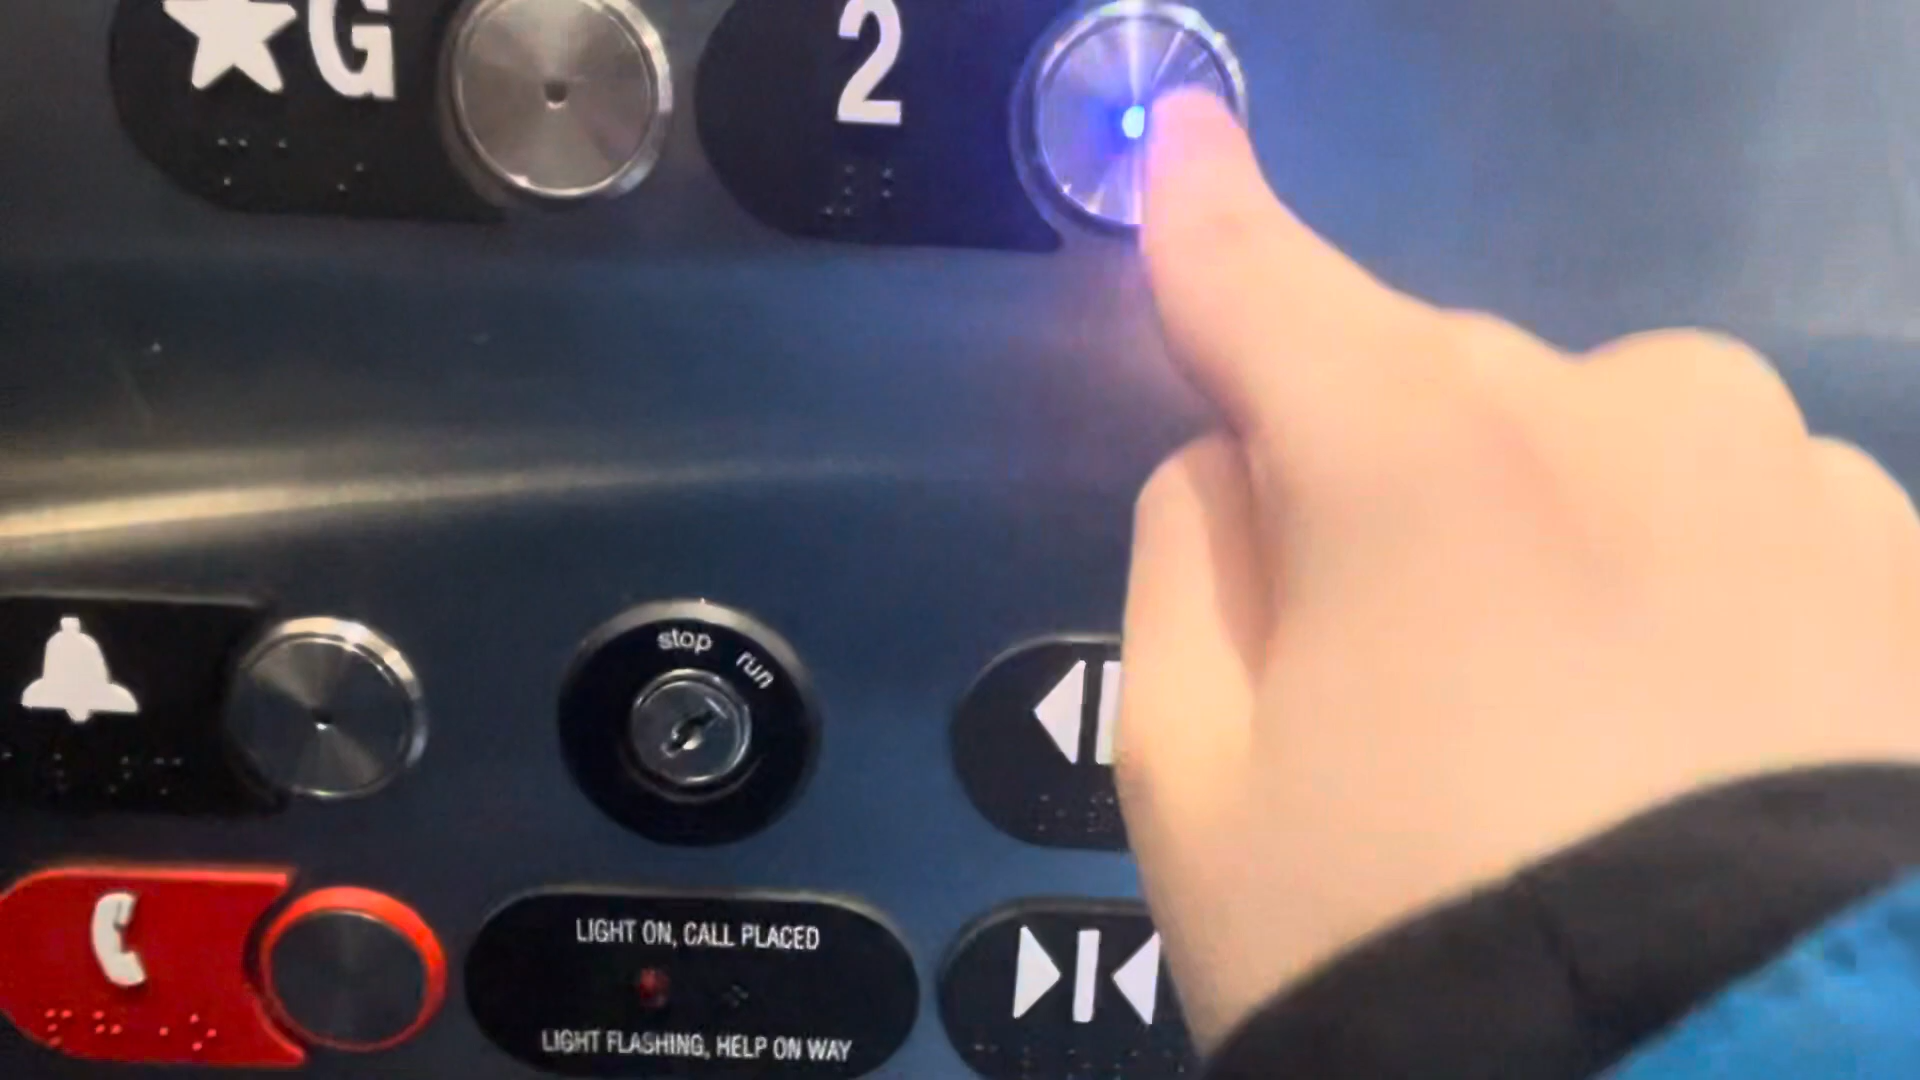 ★G
2
stop
run
LIGHT ON, CALL PLACED
LIGHT FLASHING, HELP ON WAY